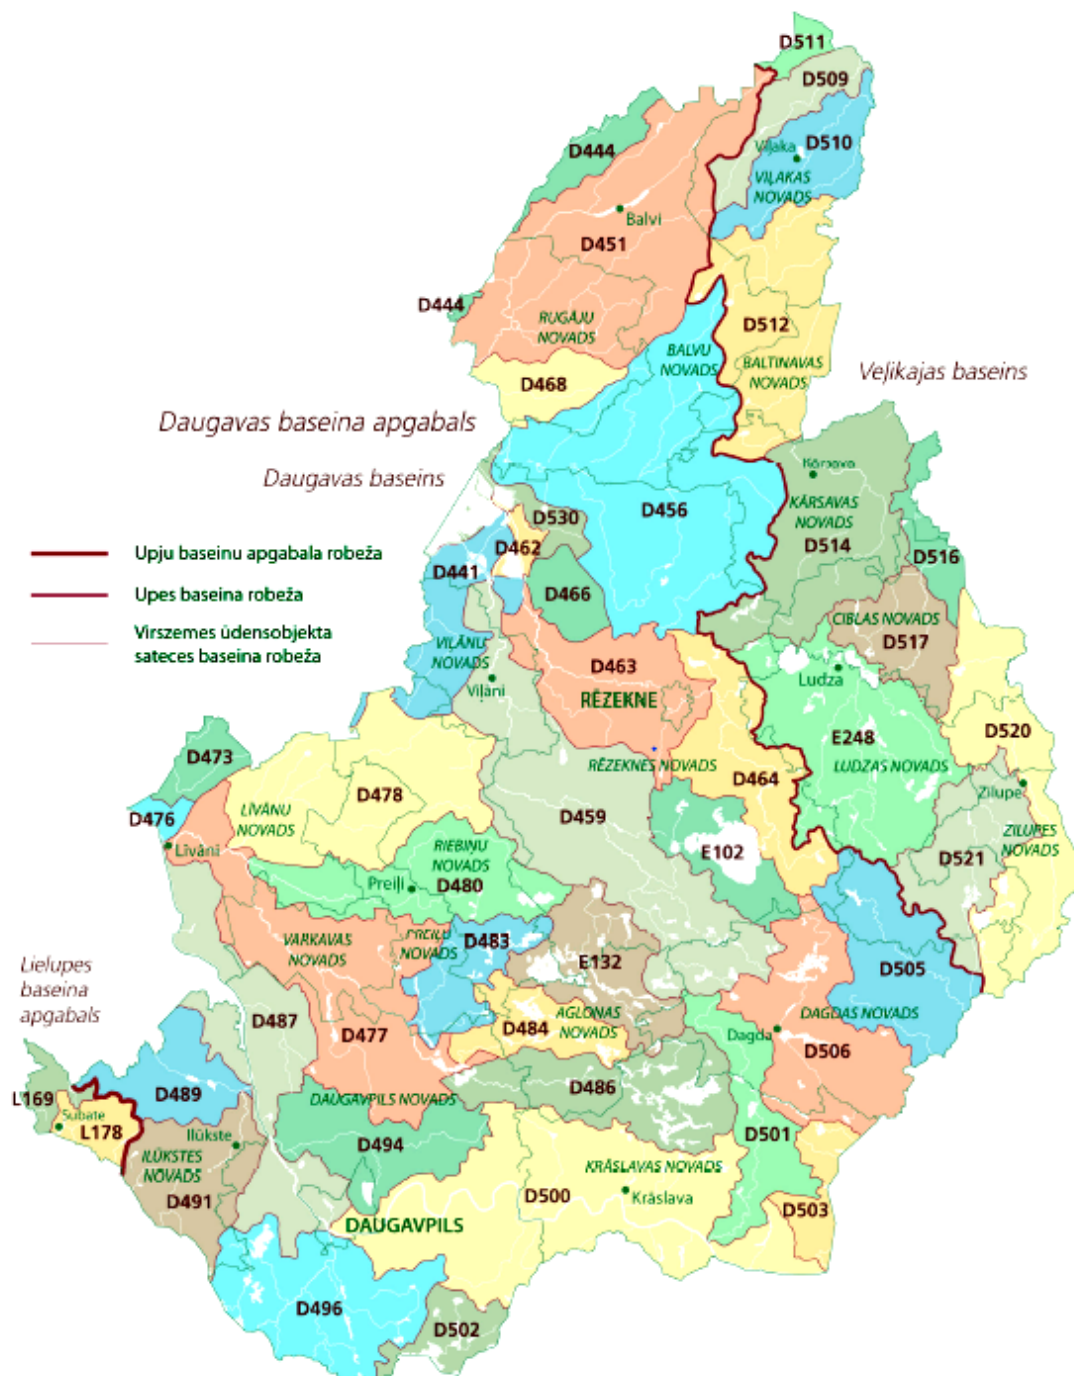 D511
D509
D510
Viļaka
VIĻAKAS
NOVADS
D444
Balvi
D451
D444
RUGĀJU
NOVADS
D512
BALVU
NOVADS
BALTINAVAS
NOVADS
D468
Veļikajas baseins
Daugavas baseina apgabals
Daugavas baseins
Kārsava
KĀRSAVAS
NOVADS
D456
D530
D514
D462
D516
Upju baseinu apgabala robeža
D441
D466
Upes baseina robeža
Virszemes ūdensobjekta
sateces baseina robeža
CIBLAS NOVADS
D517
VIĻĀNU
NOVADS
Viļāni
D463
RĒZEKNE
Ludza
D520
E248
LUDZAS NOVADS
D473
RĒZEKNES NOVADS
D464
D478
LĪVĀNU
NOVADS
Zilupe
D476
Līvāni
D459
ZILUPES
NOVADS
RIEBIŅU
NOVADS
E102
D521
Preiļi
D480
VARKAVAS
NOVADS
PREIĻU
NOVADS
D483
E132
D505
Lielupes
baseina
apgabals
D487
D477
D484
AGLONAS
NOVADS
DAGDAS NOVADS
Dagda
D506
D489
L169
D486
DAUGAVPILS NOVADS
Subate
L178
Ilūkste
D494
D501
ILŪKSTES
NOVADS
KRĀSLAVAS NOVADS
D491
D500
Krāslava
D503
DAUGAVPILS
D496
D502